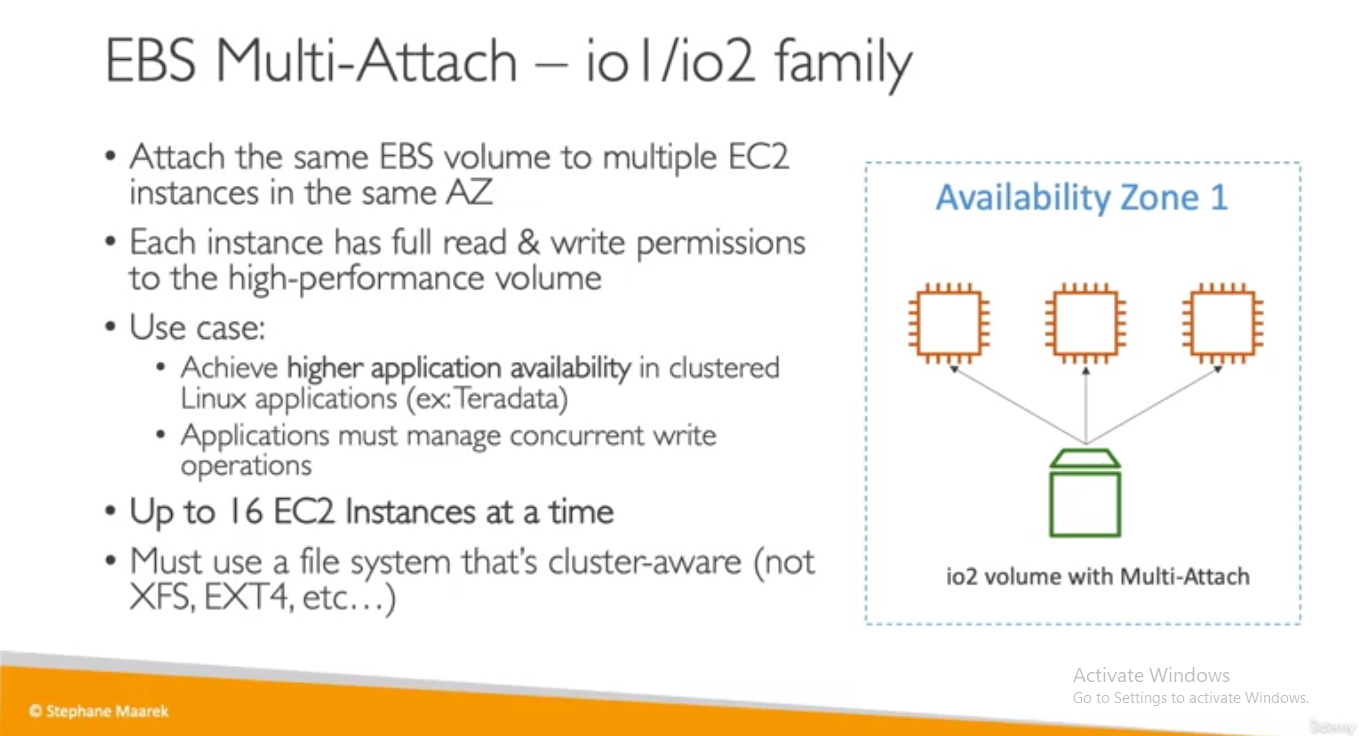 EBS Multi-Attach – io1/io2 family
• Attach the same EBS volume to multiple EC2
instances in the same AZ
• Each instance has full read & write permissions
to the high-performance volume
• Use case:
• Achieve higher application availability in clustered
Linux applications (ex: Teradata)
• Applications must manage concurrent write
operations
• Up to 16 EC2 Instances at a time
• Must use a file system that's cluster-aware (not
XFS, EXT4, etc…)
Availability Zone 1
io2 volume with Multi-Attach
Activate Windows
Go to Settings to activate Windows.
© Stephane Maarek
Udemy